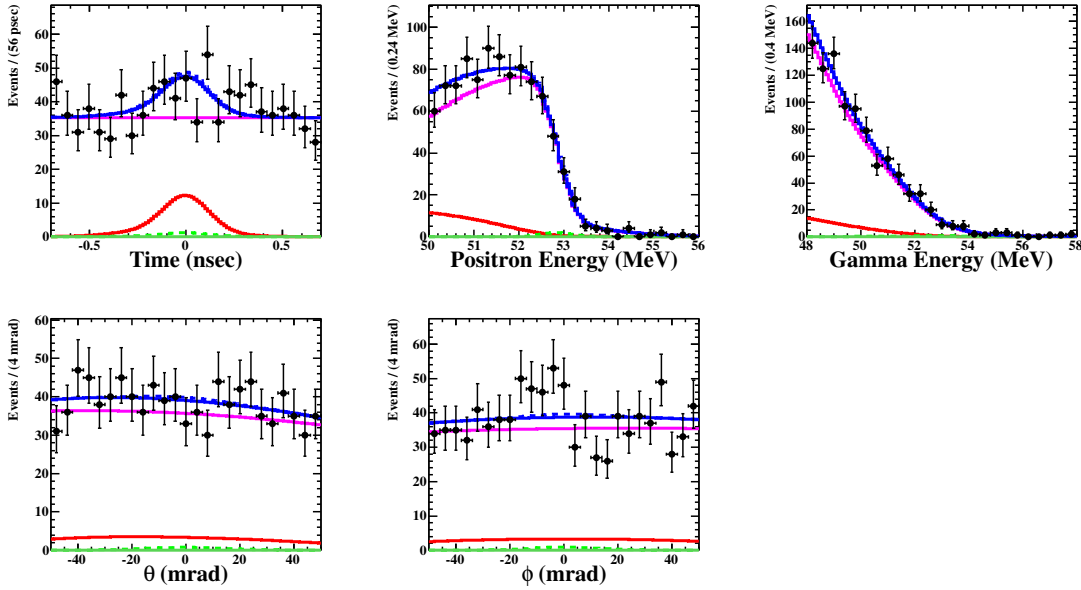 Events / (56 psec)
60
50
40
30
20
10
0
-0.5 0 0.5
Time (nsec)
Events / (0.24 MeV)
100
80
60
40
20
0
50 51 52 53 54 55 56
Positron Energy (MeV)
Events / (0.4 MeV)
160
140
120
100
80
60
40
20
0
48 50 52 54 56 58
Gamma Energy (MeV)
Events / (4 mrad)
60
50
40
30
20
10
0
-40 -20 0 20 40
θ (mrad)
Events / (4 mrad)
60
50
40
30
20
10
0
-40 -20 0 20 40
ϕ (mrad)